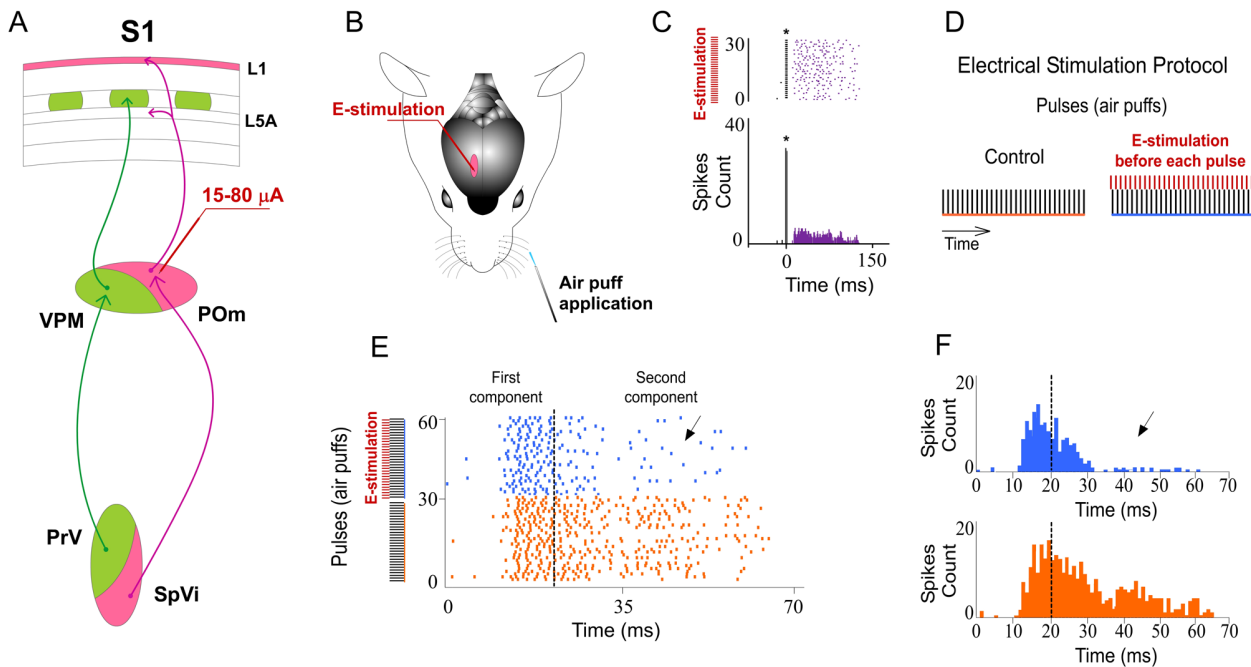 A
S1
L1
L5A
15-80 μA
VPM
POm
PrV
SpVi
B
E-stimulation
Air puff
application
C
E-stimulation
30
0
*
40
*
Spikes
Count
0
0
150
Time (ms)
D
Electrical Stimulation Protocol
Pulses (air puffs)
Control
E-stimulation
before each pulse
Time
E
First
component
Second
component
Pulses (air puffs)
E-stimulation
60
30
0
0
35
70
Time (ms)
F
20
Spikes
Count
0
0 10 20 30 40 50 60 70
Time (ms)
20
Spikes
Count
0
0 10 20 30 40 50 60 70
Time (ms)